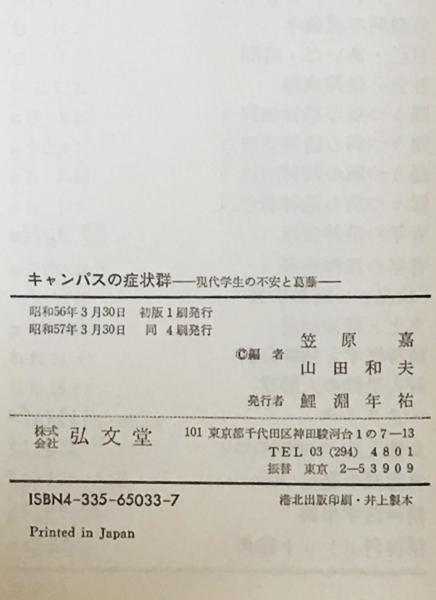 キャンパスの症状群——現代学生の不安と葛藤——
昭和56年3月30日 初版1刷発行
昭和57年3月30日 同 4刷発行
©編者 笠原嘉
山田和夫
発行者 鯉淵年祐
株式会社 弘文堂 101 東京都千代田区神田駿河台1の7−13
TEL 03 (294) 4801
振替 東京 2−53909
ISBN4-335-65033-7 港北出版印刷・井上製本
Printed in Japan